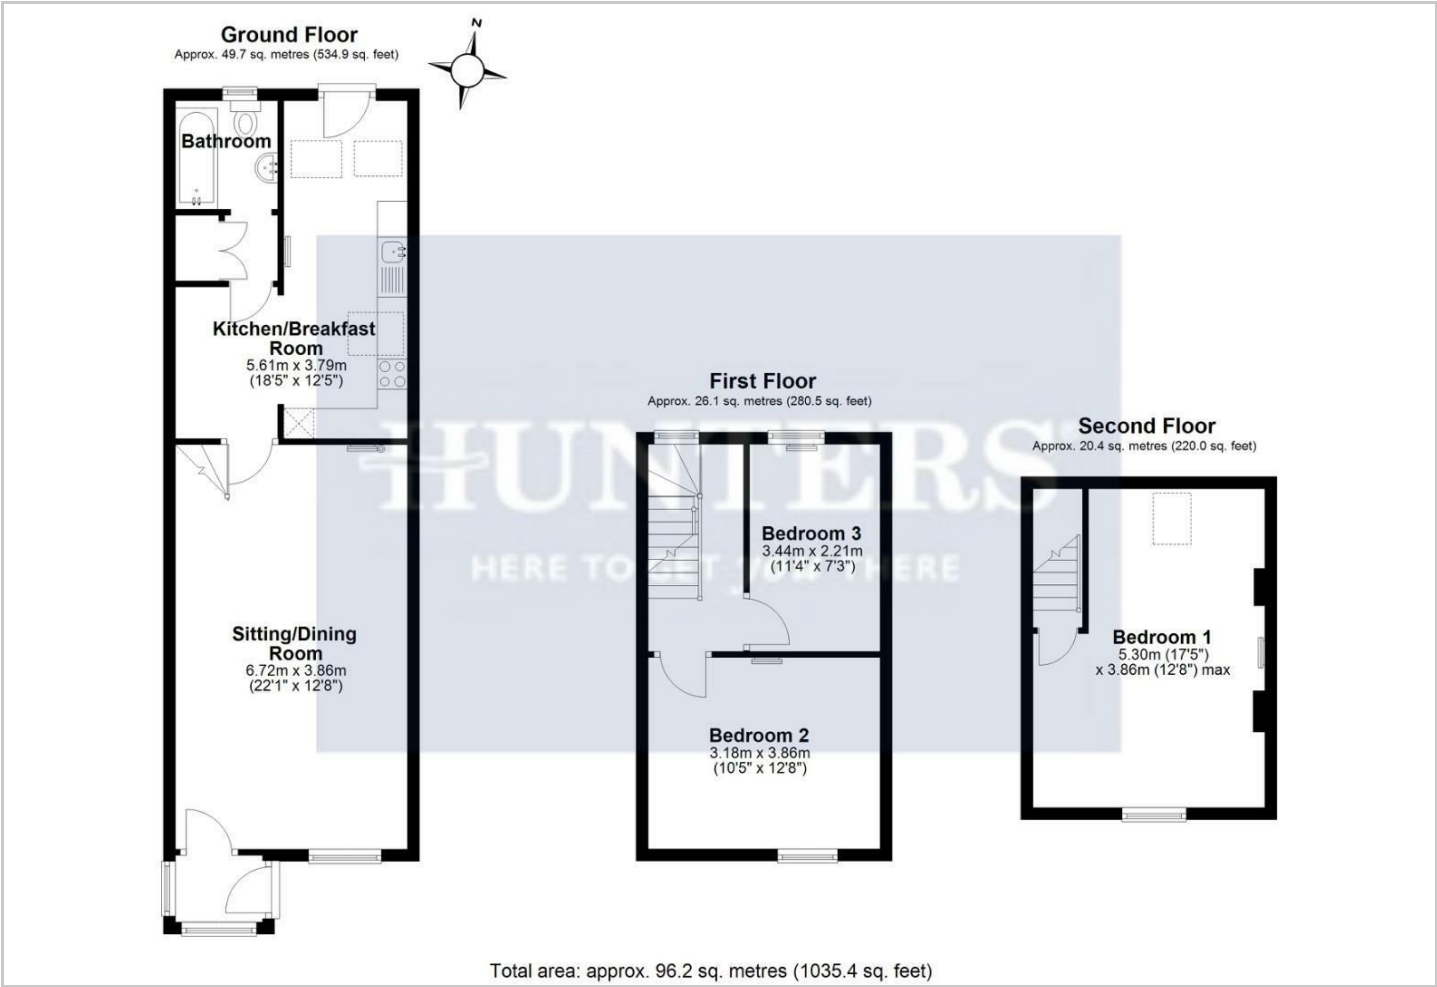 N
Ground Floor
Approx. 49.7 sq. metres (534.9 sq. feet)
Bathroom
Kitchen/Breakfast
Room
5.61m x 3.79m
(18'5" x 12'5")
Sitting/Dining
Room
6.72m x 3.86m
(22'1" x 12'8")
First Floor
Approx. 26.1 sq. metres (280.5 sq. feet)
HUNTERS
HERE TO GET you THERE
Bedroom 3
3.44m x 2.21m
(11'4" x 7'3")
Bedroom 2
3.18m x 3.86m
(10'5" x 12'8")
Second Floor
Approx. 20.4 sq. metres (220.0 sq. feet)
Bedroom 1
5.30m (17'5")
x 3.86m (12'8") max
Total area: approx. 96.2 sq. metres (1035.4 sq. feet)